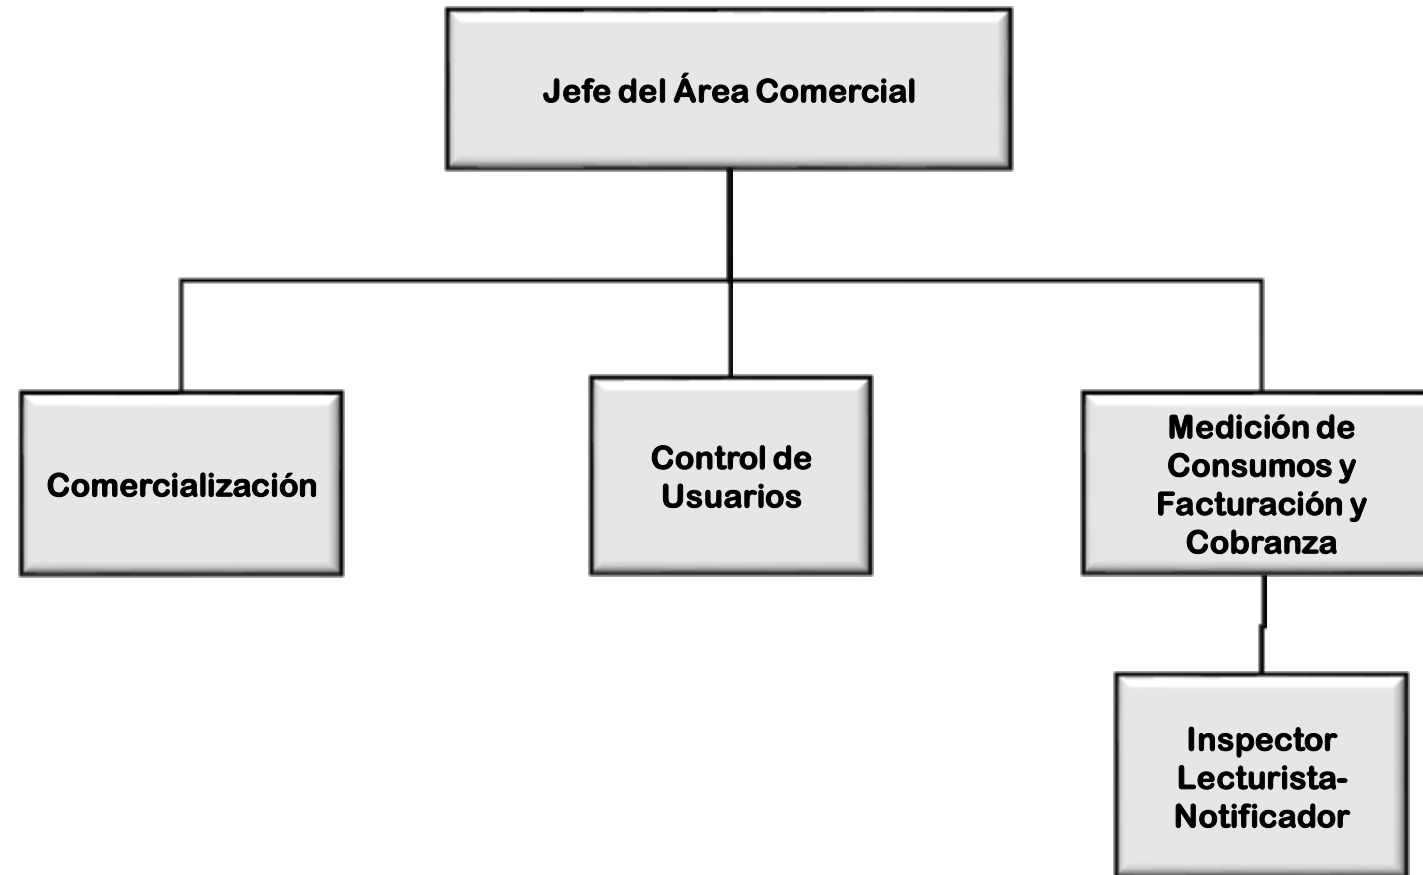 Jefe del Área Comercial
Comercialización
Control de
Usuarios
Medición de
Consumos y
Facturación y
Cobranza
Inspector
Lecturista-
Notificador